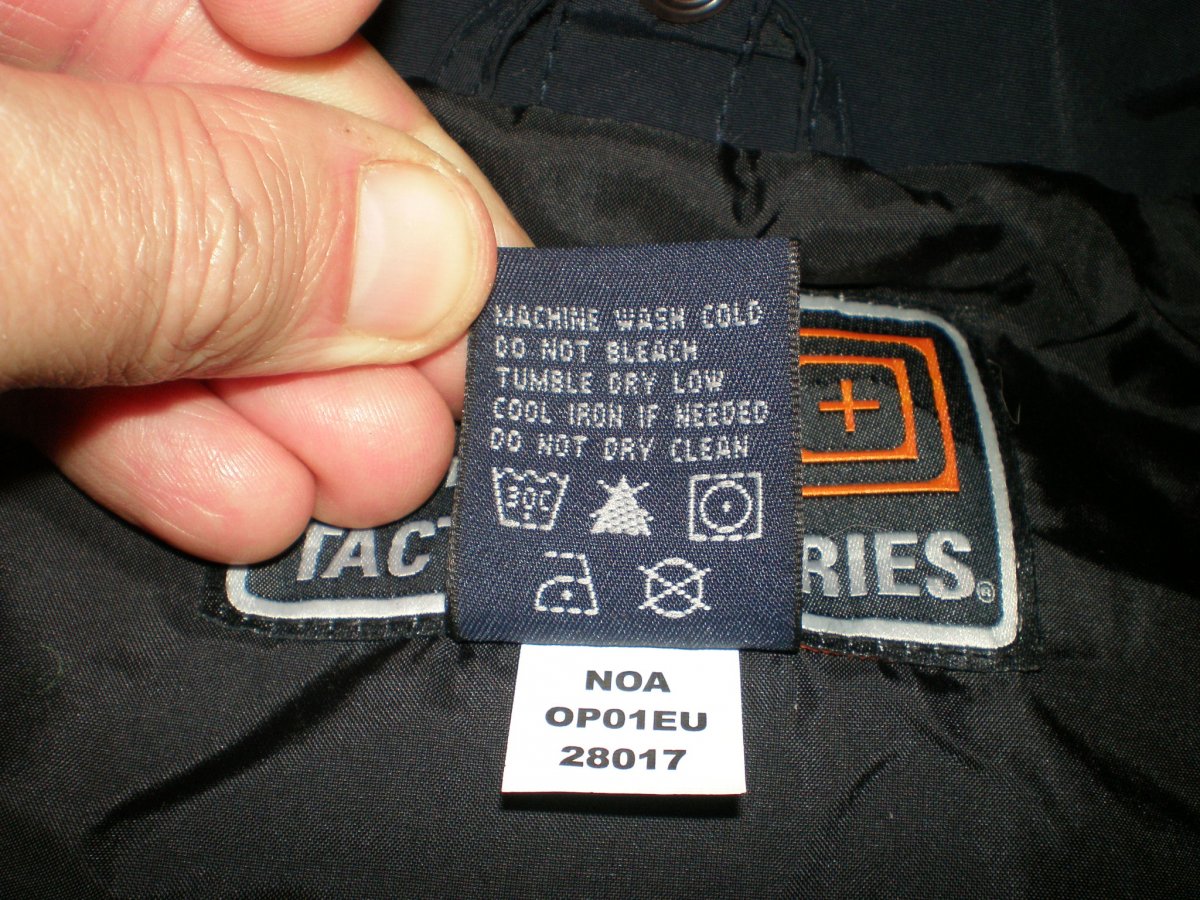 MACHINE WASH COLD
DO NOT BLEACH
TUMBLE DRY LOW
COOL IRON IF NEEDED
DO NOT DRY CLEAN
30C
TACT RIES®
NOA
OP01EU
28017